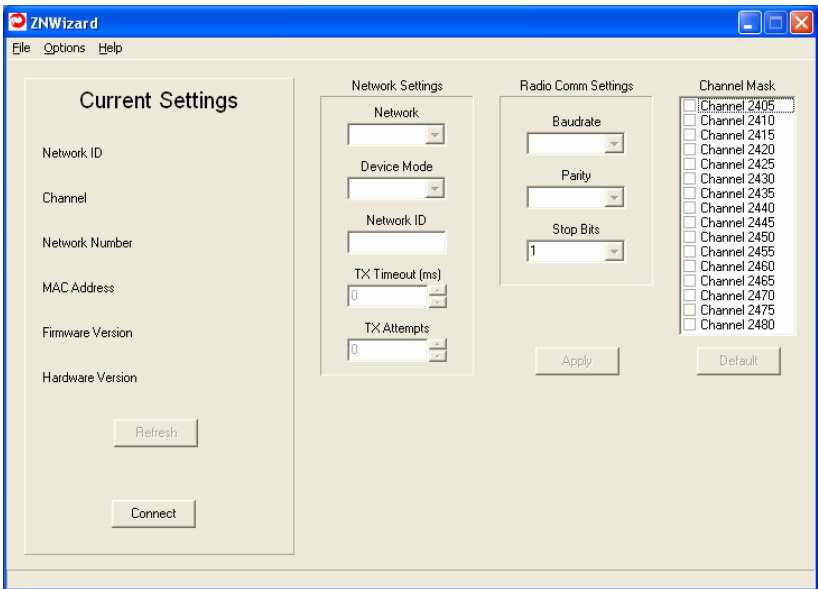 ZNWizard
File Options Help
Current Settings
Network ID
Channel
Network Number
MAC Address
Firmware Version
Hardware Version
Refresh
Connect
Network Settings
Network
Device Mode
Network ID
TX Timeout (ms)
0
TX Attempts
0
Radio Comm Settings
Baudrate
Parity
Stop Bits
1
Apply
Channel Mask
Channel 2405
Channel 2410
Channel 2415
Channel 2420
Channel 2425
Channel 2430
Channel 2435
Channel 2440
Channel 2445
Channel 2450
Channel 2455
Channel 2460
Channel 2465
Channel 2470
Channel 2475
Channel 2480
Default